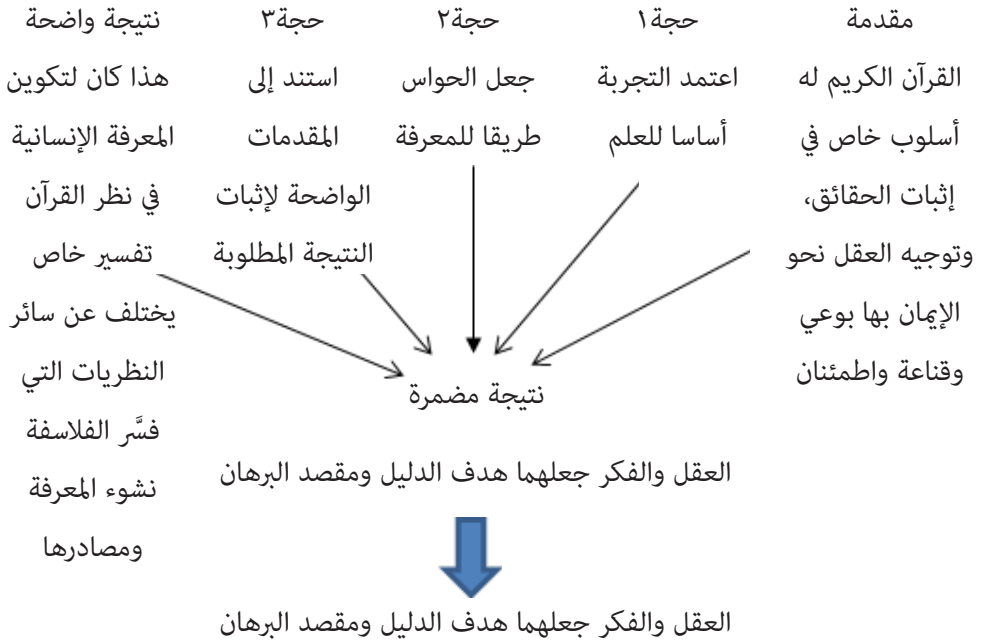 مقدمة
القرآن الكريم له
أسلوب خاص في
إثبات الحقائق،
وتوجيه العقل نحو
الإيمان بها بوعي
وقناعة واطمئنان
حجة١
اعتمد التجربة
أساسا للعلم
حجة٢
جعل الحواس
طريقا للمعرفة
حجة٣
استند إلى
المقدمات
الواضحة لإثبات
النتيجة المطلوبة
نتيجة واضحة
هذا كان لتكوين
المعرفة الإنسانية
في نظر القرآن
تفسير خاص
يختلف عن سائر
النظريات التي
فسَّر الفلاسفة
نشوء المعرفة
ومصادرها
نتيجة مضمرة
العقل والفكر جعلهما هدف الدليل ومقصد البرهان
العقل والفكر جعلهما هدف الدليل ومقصد البرهان